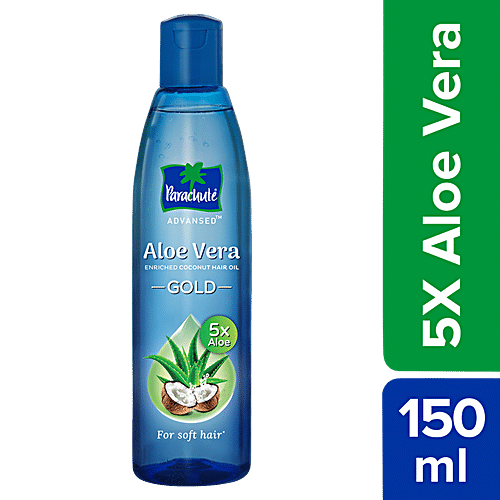 Parachute
ADVANSED™
Aloe Vera
ENRICHED COCONUT HAIR OIL
GOLD
5x
Aloe
For soft hair*
5X Aloe Vera
150
ml